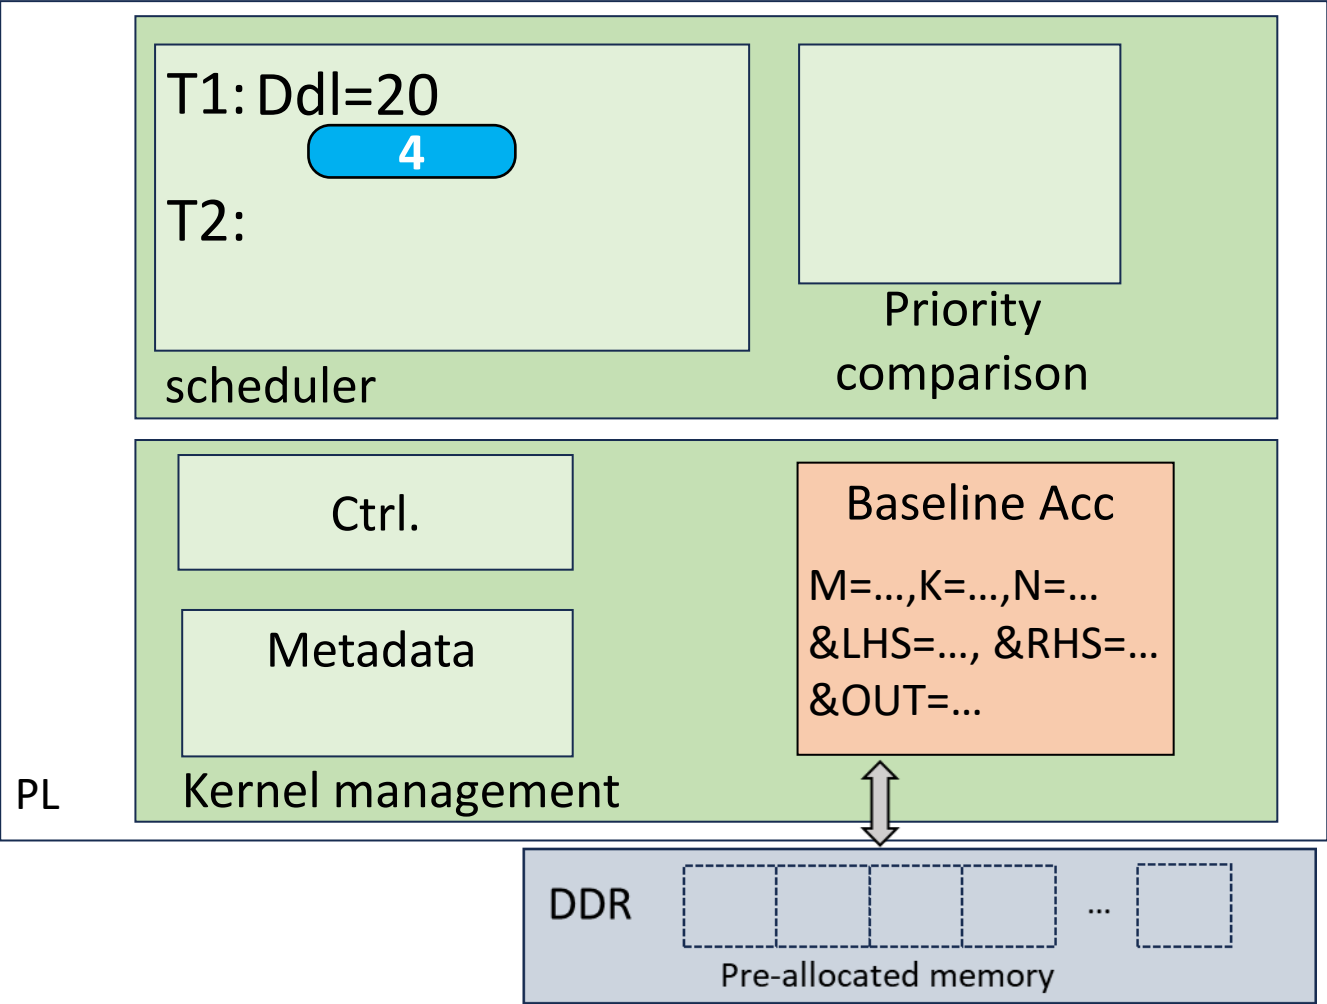 T1: Ddl=20
4
T2:
scheduler
Priority
comparison
Ctrl.
Metadata
Kernel management
Baseline Acc
M=…,K=…,N=…
&LHS=…, &RHS=…
&OUT=…
PL
DDR
…
Pre-allocated memory